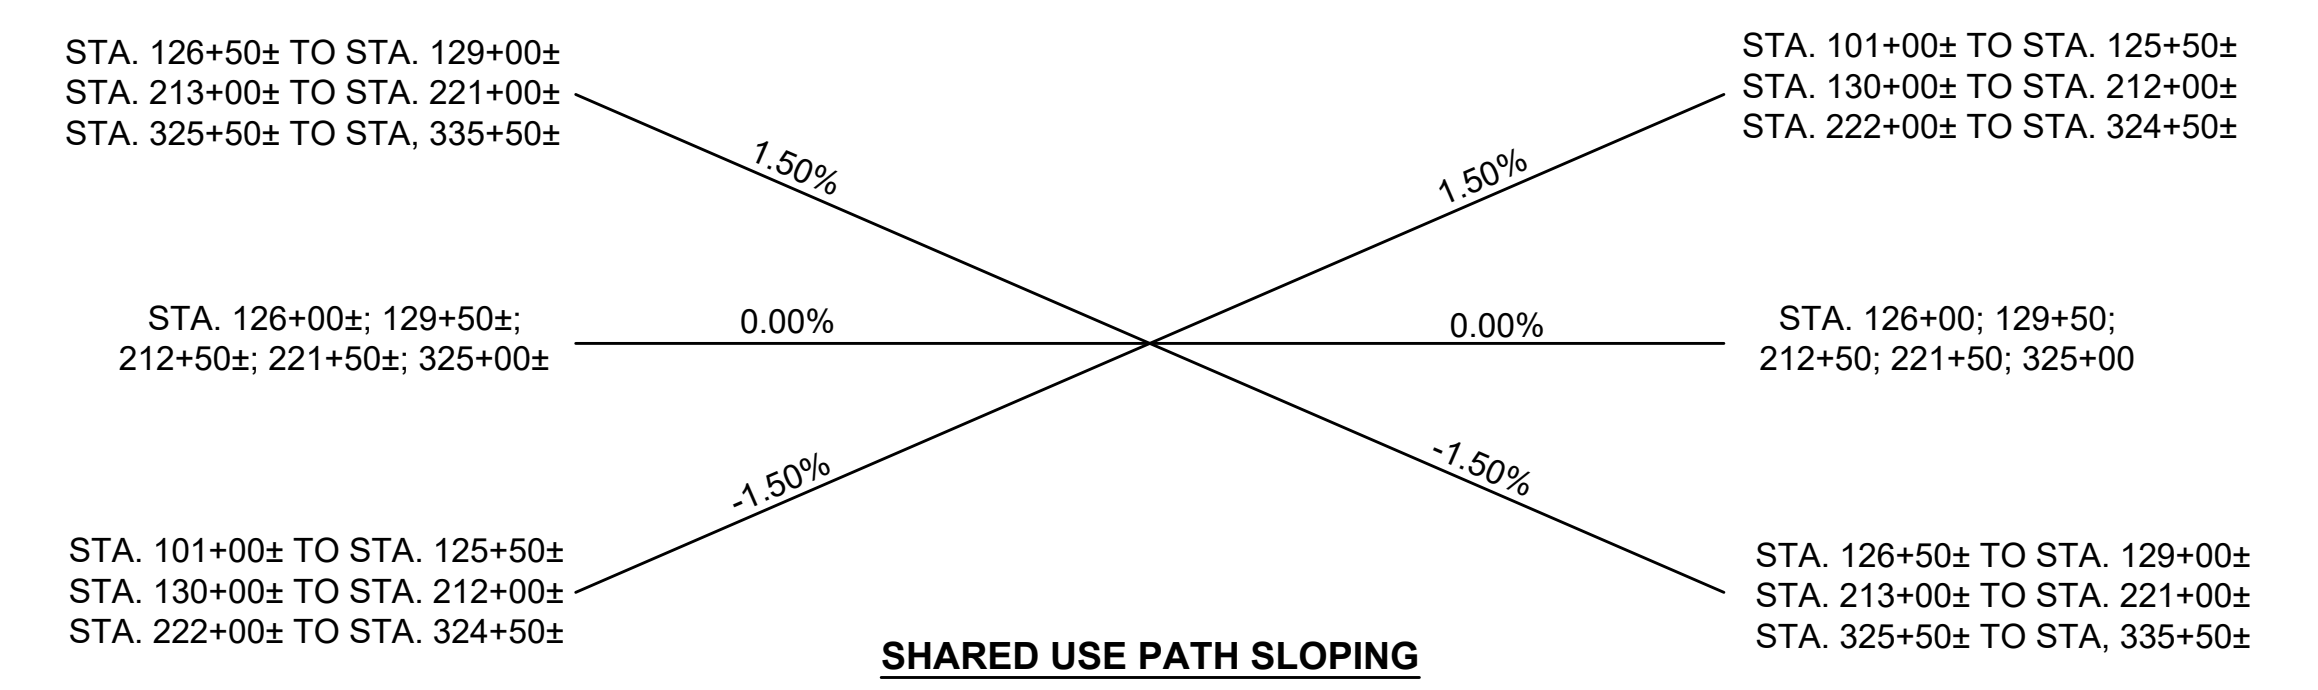 STA. 126+50± TO STA. 129+00±
STA. 213+00± TO STA. 221+00±
STA. 325+50± TO STA, 335+50±
1.50%
STA. 101+00± TO STA. 125+50±
STA. 130+00± TO STA. 212+00±
STA. 222+00± TO STA. 324+50±
1.50%
STA. 126+00±; 129+50±;
212+50±; 221+50±; 325+00±
0.00%
0.00%
STA. 126+00; 129+50;
212+50; 221+50; 325+00
-1.50%
STA. 101+00± TO STA. 125+50±
STA. 130+00± TO STA. 212+00±
STA. 222+00± TO STA. 324+50±
-1.50%
STA. 126+50± TO STA. 129+00±
STA. 213+00± TO STA. 221+00±
STA. 325+50± TO STA, 335+50±
SHARED USE PATH SLOPING